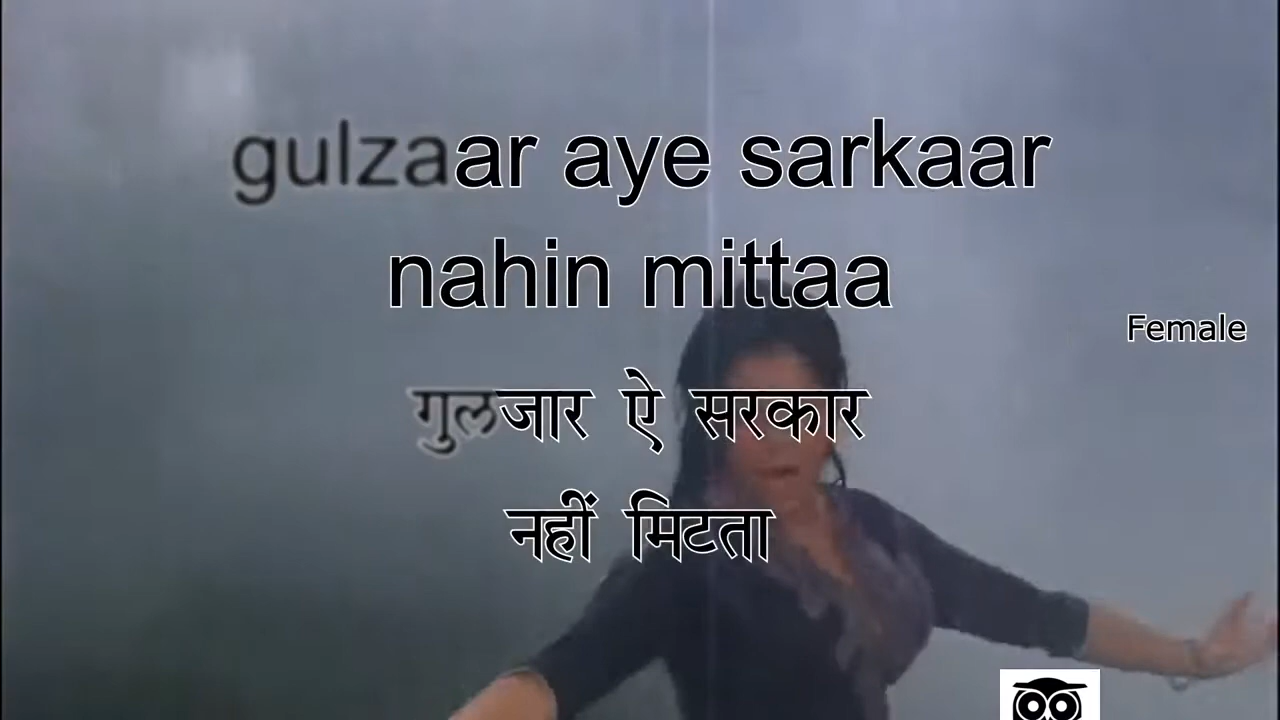 gulzaar aye sarkaar
nahin mittaa
Female
गुलजार ऐ सरकार
नहीं मिटता